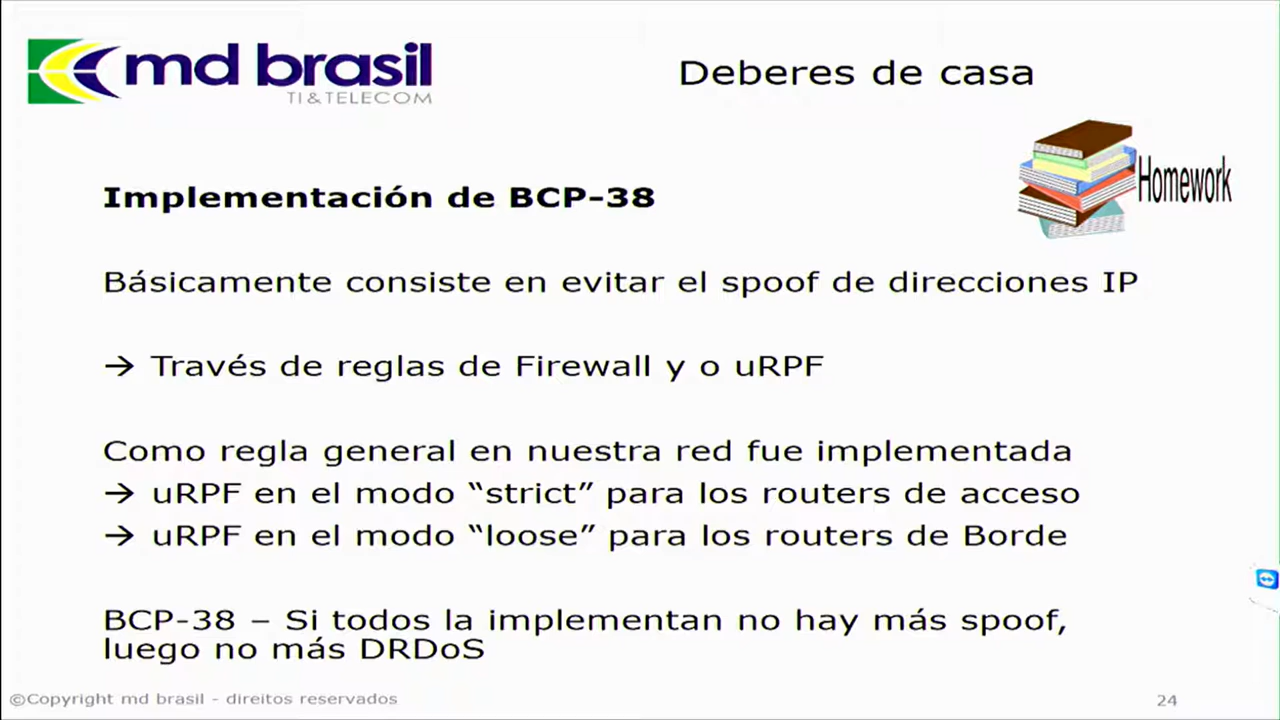 md brasil
TI & TELECOM
Deberes de casa
Homework
Implementación de BCP-38
Básicamente consiste en evitar el spoof de direcciones IP
→ Través de reglas de Firewall y o uRPF
Como regla general en nuestra red fue implementada
→ uRPF en el modo “strict” para los routers de acceso
→ uRPF en el modo “loose” para los routers de Borde
BCP-38 – Si todos la implementan no hay más spoof,
luego no más DRDoS
©Copyright md brasil - direitos reservados
24